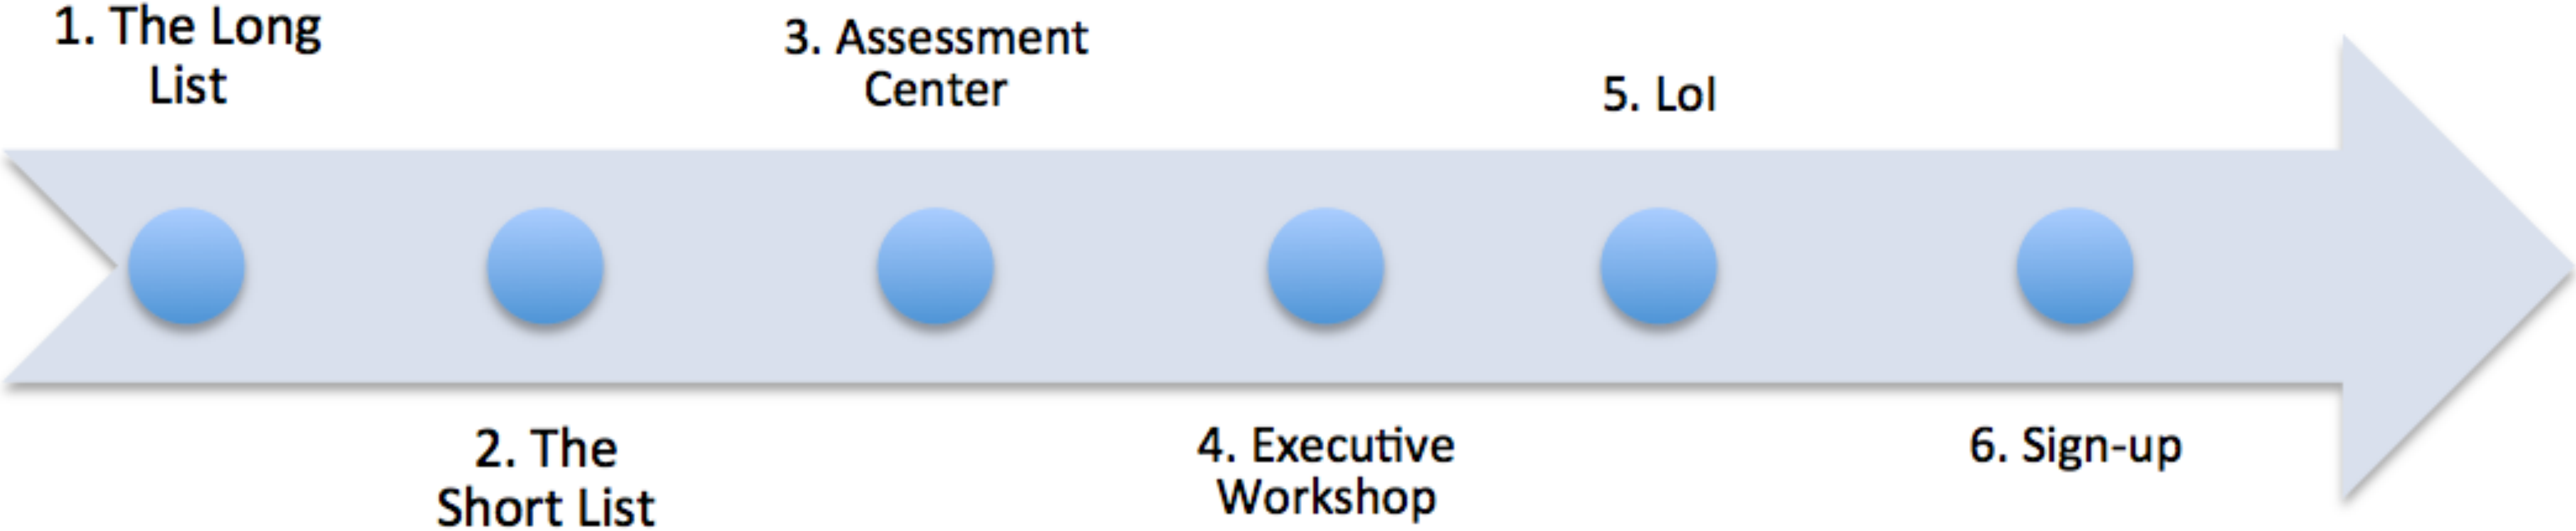 1. The Long
List
2. The
Short List
3. Assessment
Center
4. Executive
Workshop
5. LoI
6. Sign-up